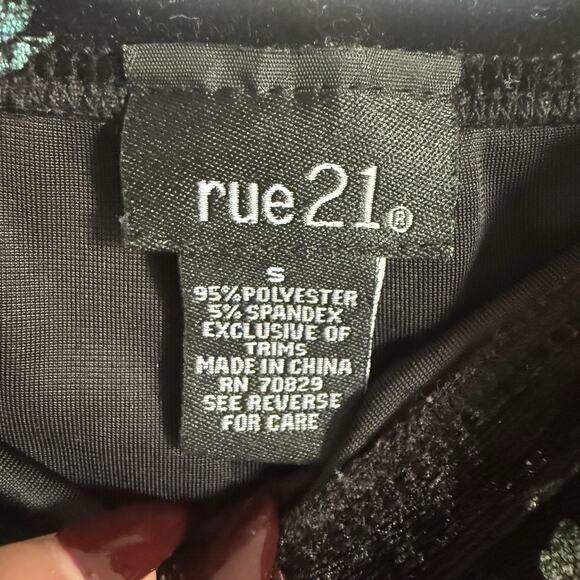 rue21®
S
95% POLYESTER
5% SPANDEX
EXCLUSIVE OF
TRIMS
MADE IN CHINA
RN 70829
SEE REVERSE
FOR CARE